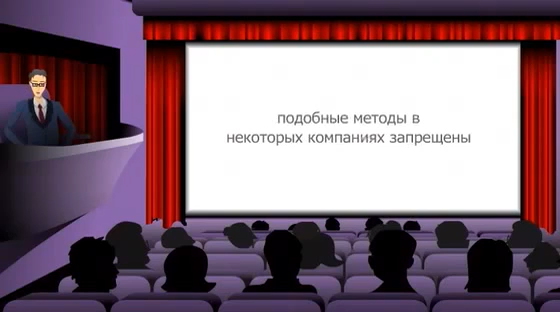 подобные методы в
некоторых компаниях запрещены